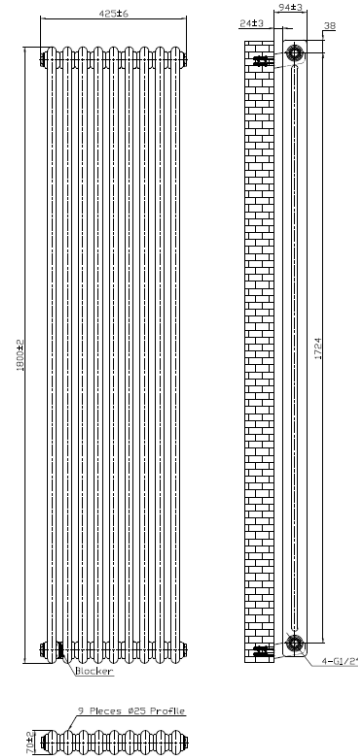 425±6
94±3
24±3
38
1800±2
1724
4-G1/2"
Blocker
9 Pieces Ø25 Profile
70±2